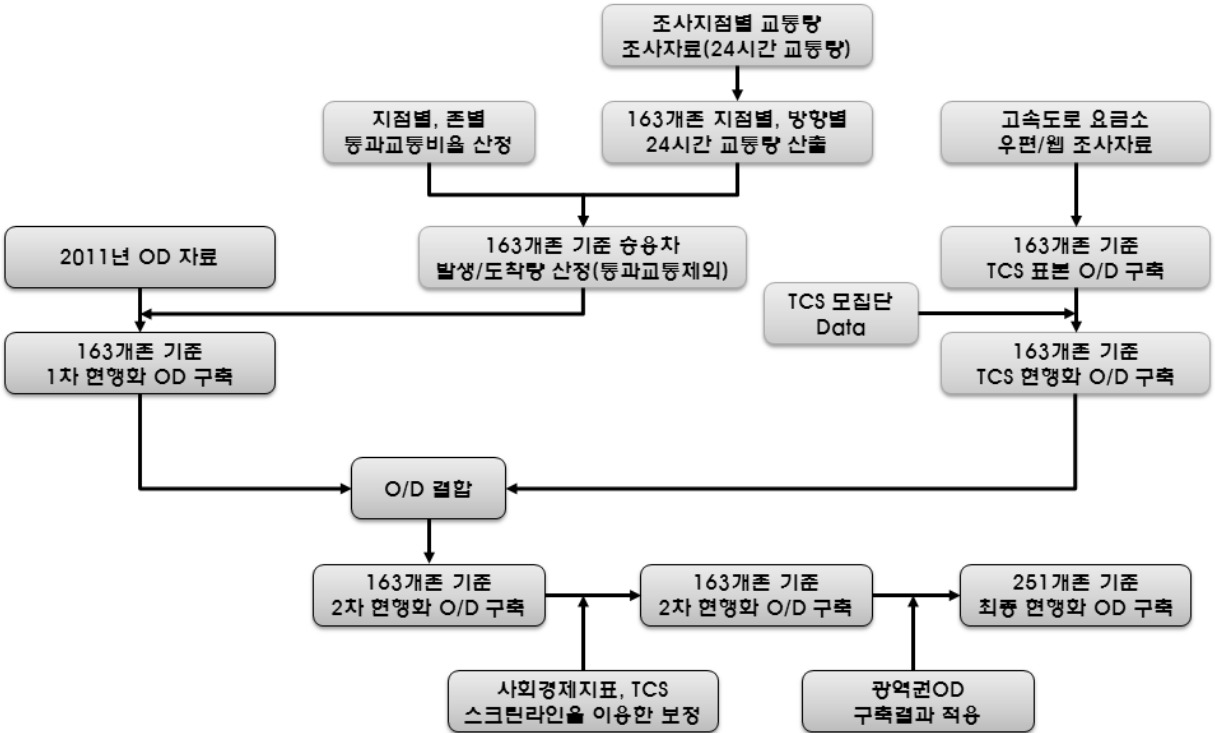 조사지점별 교통량
조사자료(24시간 교통량)
지점별, 존별
통과교통비율 산정
163개존 지점별, 방향별
24시간 교통량 산출
고속도로 요금소
우편/웹 조사자료
2011년 OD 자료
163개존 기준 승용차
발생/도착량 산정(통과교통제외)
163개존 기준
TCS 표본 O/D 구축
TCS 모집단
Data
163개존 기준
1차 현행화 OD 구축
163개존 기준
TCS 현행화 O/D 구축
O/D 결합
163개존 기준
2차 현행화 O/D 구축
163개존 기준
2차 현행화 O/D 구축
251개존 기준
최종 현행화 OD 구축
사회경제지표, TCS
스크린라인을 이용한 보정
광역권OD
구축결과 적용